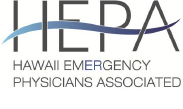 HEPA
HAWAII EMERGENCY
PHYSICIANS ASSOCIATED